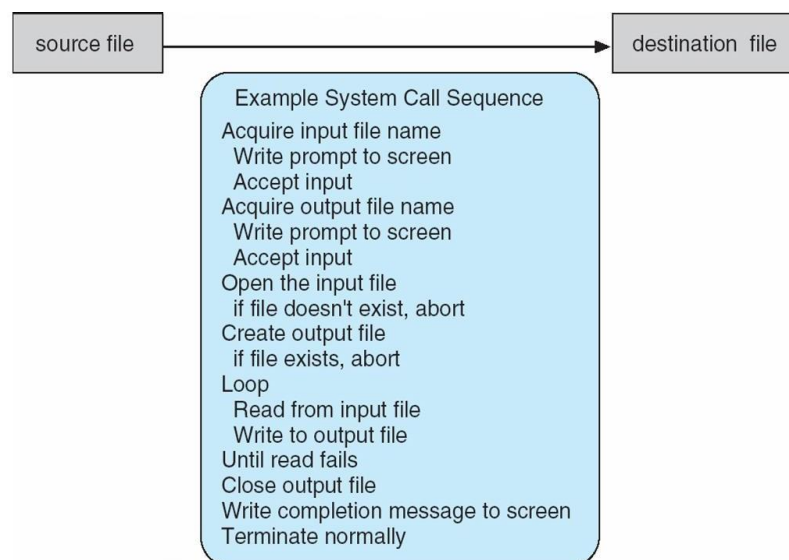 source file
destination file
Example System Call Sequence
Acquire input file name
Write prompt to screen
Accept input
Acquire output file name
Write prompt to screen
Accept input
Open the input file
if file doesn't exist, abort
Create output file
if file exists, abort
Loop
Read from input file
Write to output file
Until read fails
Close output file
Write completion message to screen
Terminate normally